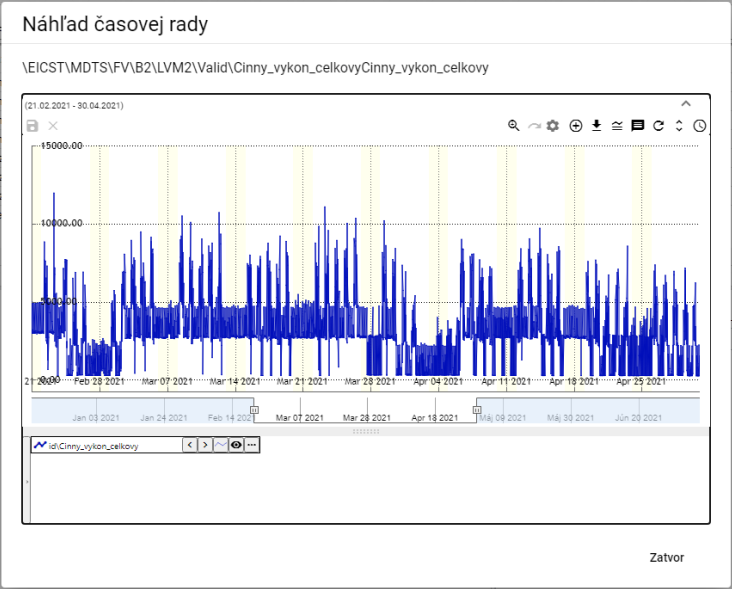 Náhľad časovej rady
\EICST\MDTS\FV\B2\LVM2\Valid\Cinny_vykon_celkovyCinny_vykon_celkovy
(21.02.2021 - 30.04.2021)
15000.00
10000.00
5000.00
0.00
21 2021 Feb 28 2021 Mar 07 2021 Mar 14 2021 Mar 21 2021 Mar 28 2021 Apr 04 2021 Apr 11 2021 Apr 18 2021 Apr 25 2021
Jan 03 2021 Jan 24 2021 Feb 14 2021 Mar 07 2021 Mar 28 2021 Apr 18 2021 Máj 09 2021 Máj 30 2021 Jún 20 2021
id\Cinny_vykon_celkovy
Zatvor